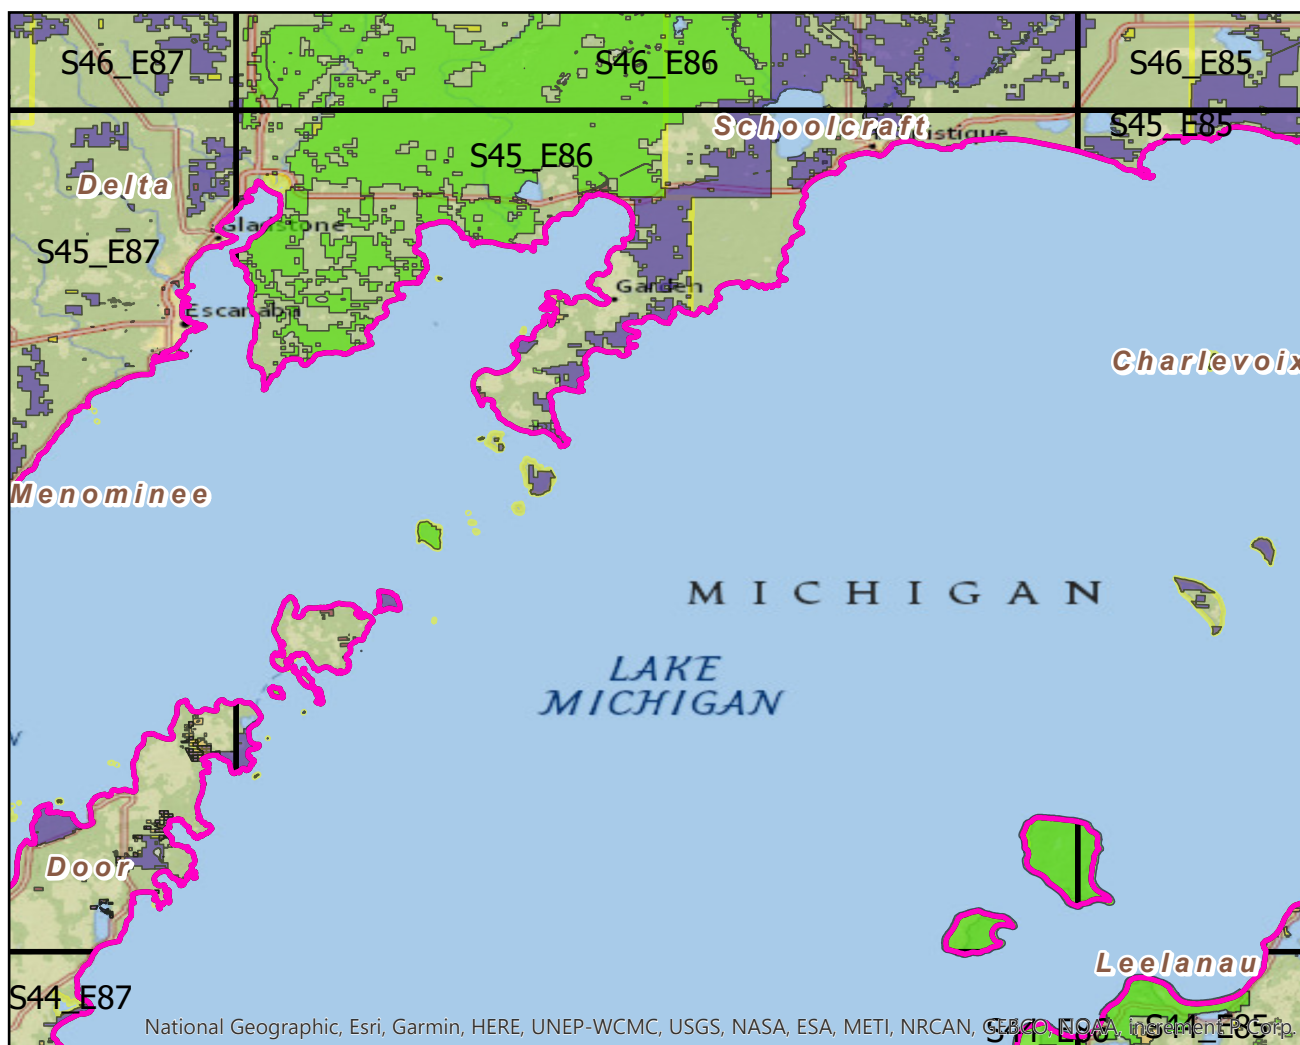 S46_E87
S46_E86
S46_E85
Schoolcraft
S45_E85
S45_E86
Delta
Gladstone
S45_E87
Garden
Escanaba
Charlevoix
Menominee
MICHIGAN
LAKE
MICHIGAN
Door
Leelanau
S44_E87
S44_E85
National Geographic, Esri, Garmin, HERE, UNEP-WCMC, USGS, NASA, ESA, METI, NRCAN, GEBCO, NOAA, increment P Corp.